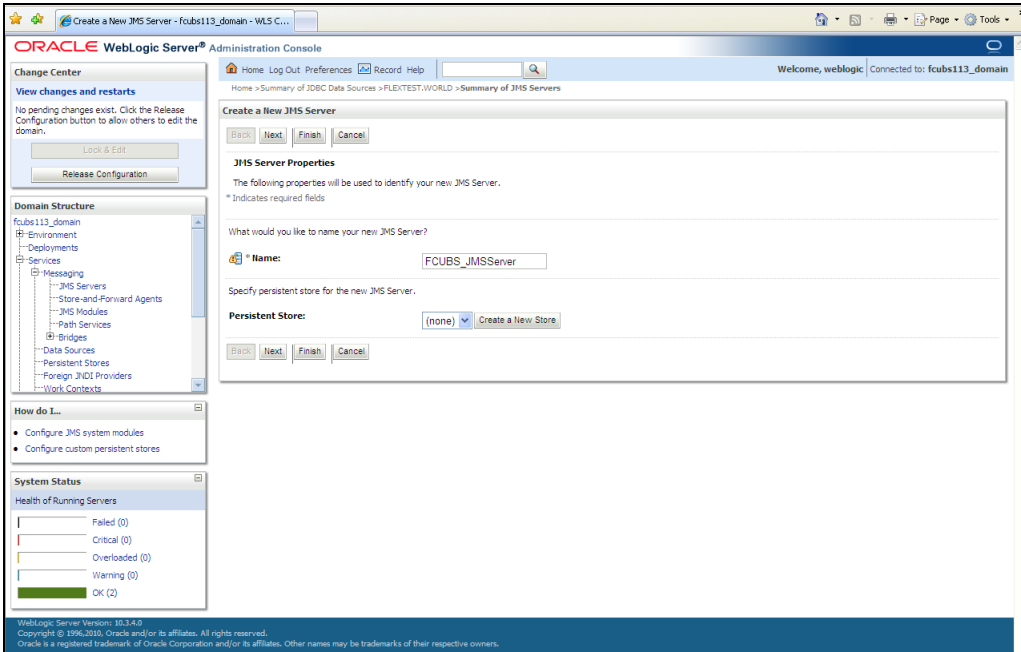 Create a New JMS Server - fcubs113_domain - WLS C...
Page
Tools
ORACLE WebLogic Server® Administration Console
Change Center
View changes and restarts
No pending changes exist. Click the Release
Configuration button to allow others to edit the
domain.
Lock & Edit
Release Configuration
Domain Structure
fcubs113_domain
Environment
Deployments
Services
Messaging
JMS Servers
Store-and-Forward Agents
JMS Modules
Path Services
Bridges
Data Sources
Persistent Stores
Foreign JNDI Providers
Work Contexts
How do I...
Configure JMS system modules
Configure custom persistent stores
System Status
Health of Running Servers
Failed (0)
Critical (0)
Overloaded (0)
Warning (0)
OK (2)
Home Log Out Preferences Record Help
Welcome, weblogic Connected to: fcubs113_domain
Home >Summary of JDBC Data Sources >FLEXTEST.WORLD >Summary of JMS Servers
Create a New JMS Server
Back Next Finish Cancel
JMS Server Properties
The following properties will be used to identify your new JMS Server.
* Indicates required fields
What would you like to name your new JMS Server?
* Name: FCUBS_JMSServer
Specify persistent store for the new JMS Server.
Persistent Store: (none) Create a New Store
Back Next Finish Cancel
WebLogic Server Version: 10.3.4.0
Copyright © 1996,2010, Oracle and/or its affiliates. All rights reserved.
Oracle is a registered trademark of Oracle Corporation and/or its affiliates. Other names may be trademarks of their respective owners.